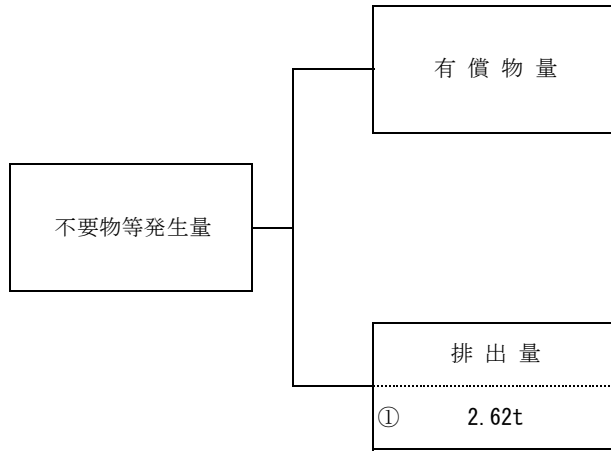 有 償 物 量
不要物等発生量
排 出 量
① 2.62t